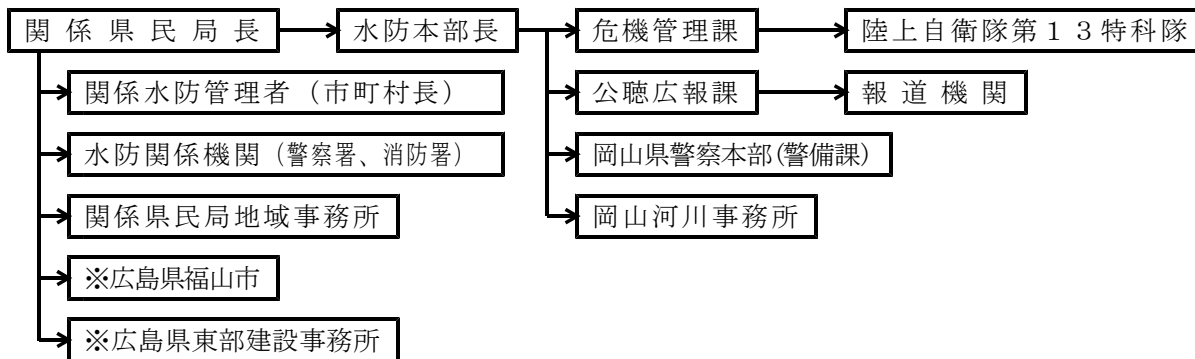 関係県民局長 水防本部長 危機管理課 陸上自衛隊第１３特科隊
関係水防管理者（市町村長） 公聴広報課 報道機関
水防関係機関（警察署、消防署） 岡山県警察本部(警備課)
関係県民局地域事務所 岡山河川事務所
※広島県福山市
※広島県東部建設事務所